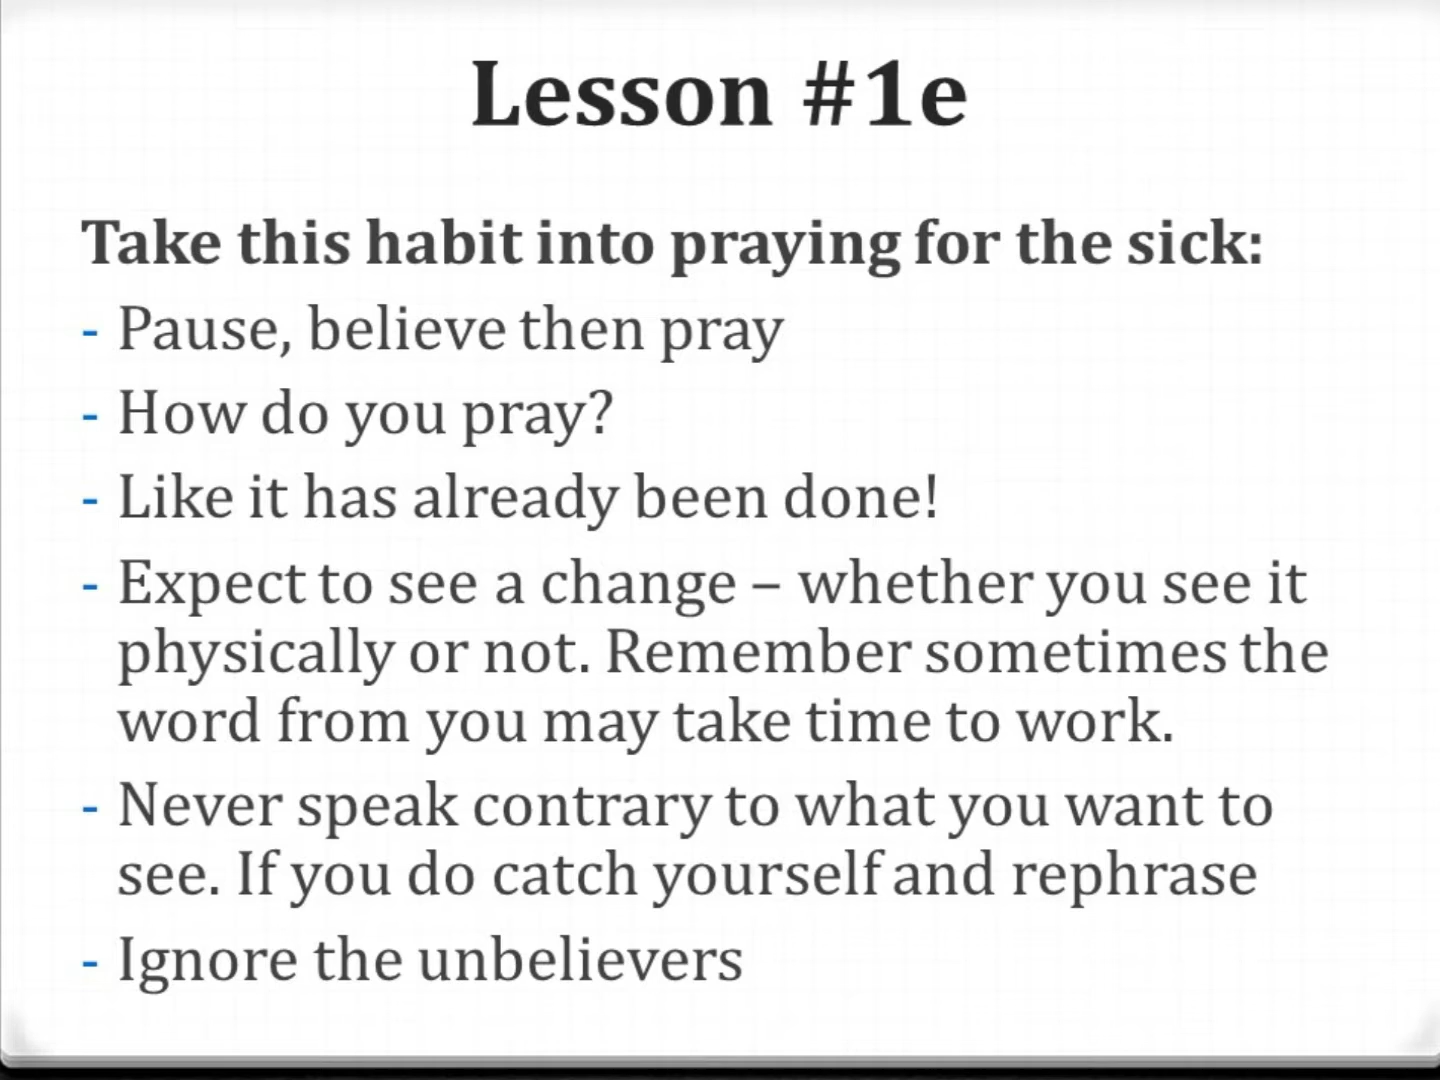 Lesson #1e
Take this habit into praying for the sick:
- Pause, believe then pray
- How do you pray?
- Like it has already been done!
- Expect to see a change – whether you see it
physically or not. Remember sometimes the
word from you may take time to work.
- Never speak contrary to what you want to
see. If you do catch yourself and rephrase
- Ignore the unbelievers